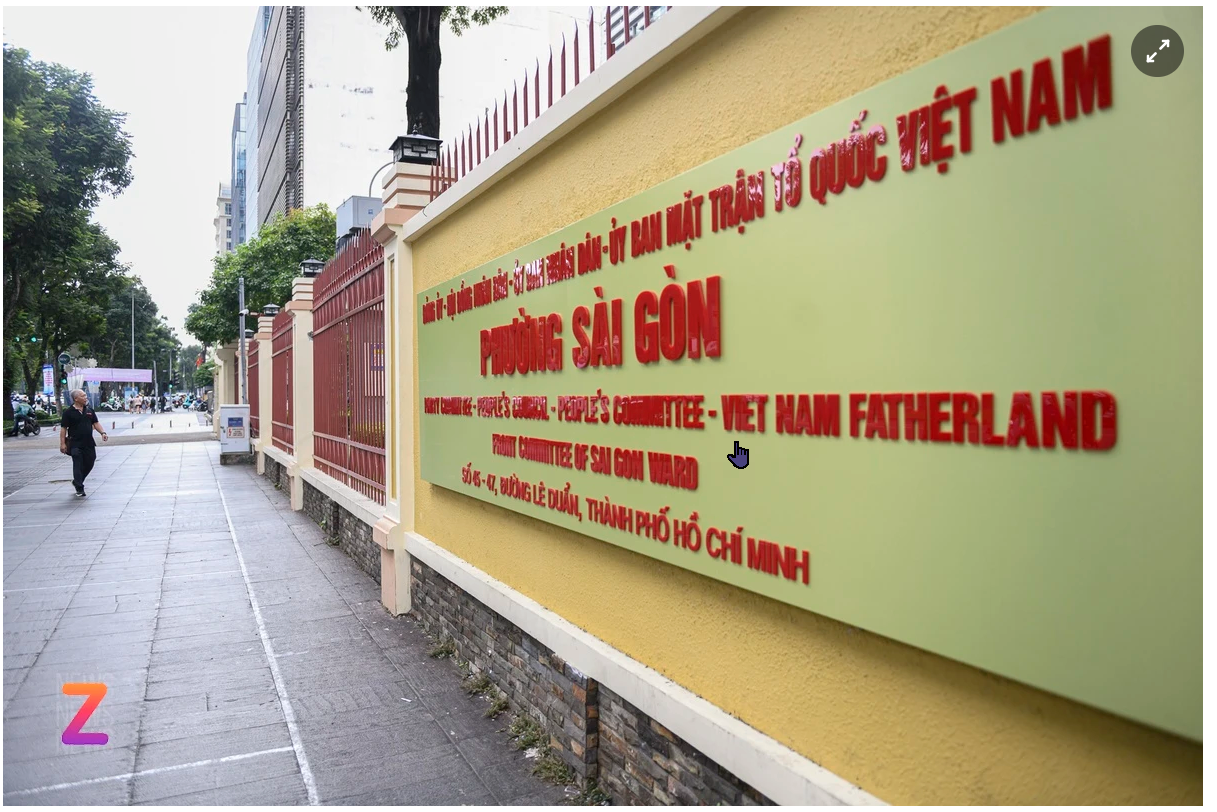 ĐẢNG ỦY - HỘI ĐỒNG NHÂN DÂN - ỦY BAN NHÂN DÂN - ỦY BAN MẶT TRẬN TỔ QUỐC VIỆT NAM
PHƯỜNG SÀI GÒN
PARTY COMMITTEE - PEOPLE'S COUNCIL - PEOPLE'S COMMITTEE - VIET NAM FATHERLAND
FRONT COMMITTEE OF SAI GON WARD
SỐ 45 - 47, ĐƯỜNG LÊ DUẨN, THÀNH PHỐ HỒ CHÍ MINH
Z